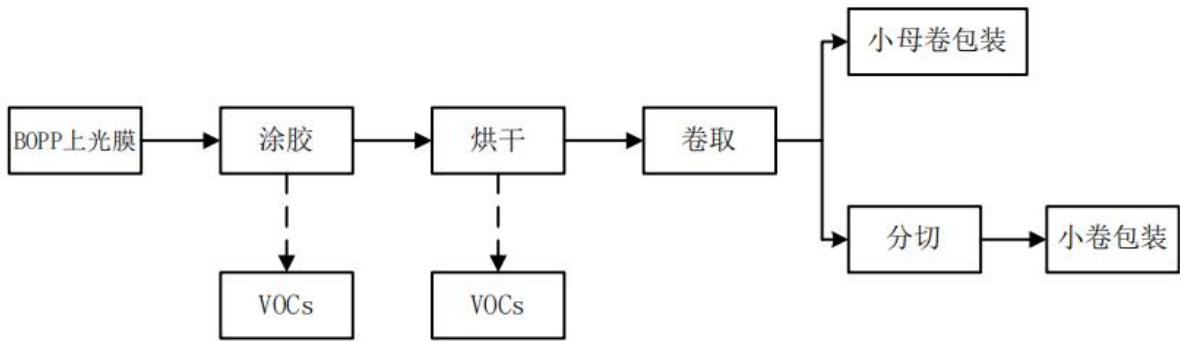 小母卷包装
BOPP上光膜
涂胶
烘干
卷取
分切
小卷包装
VOCs
VOCs